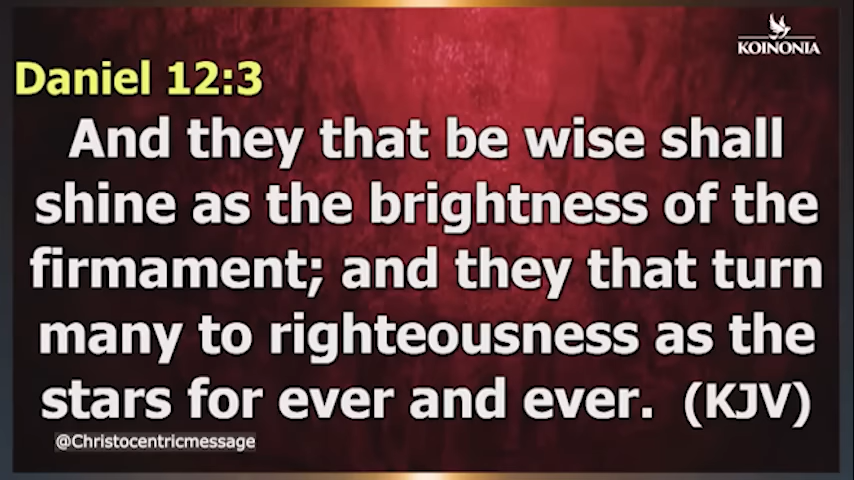 KOINONIA
Daniel 12:3
And they that be wise shall
shine as the brightness of the
firmament; and they that turn
many to righteousness as the
stars for ever and ever. (KJV)
@Christocentricmessage